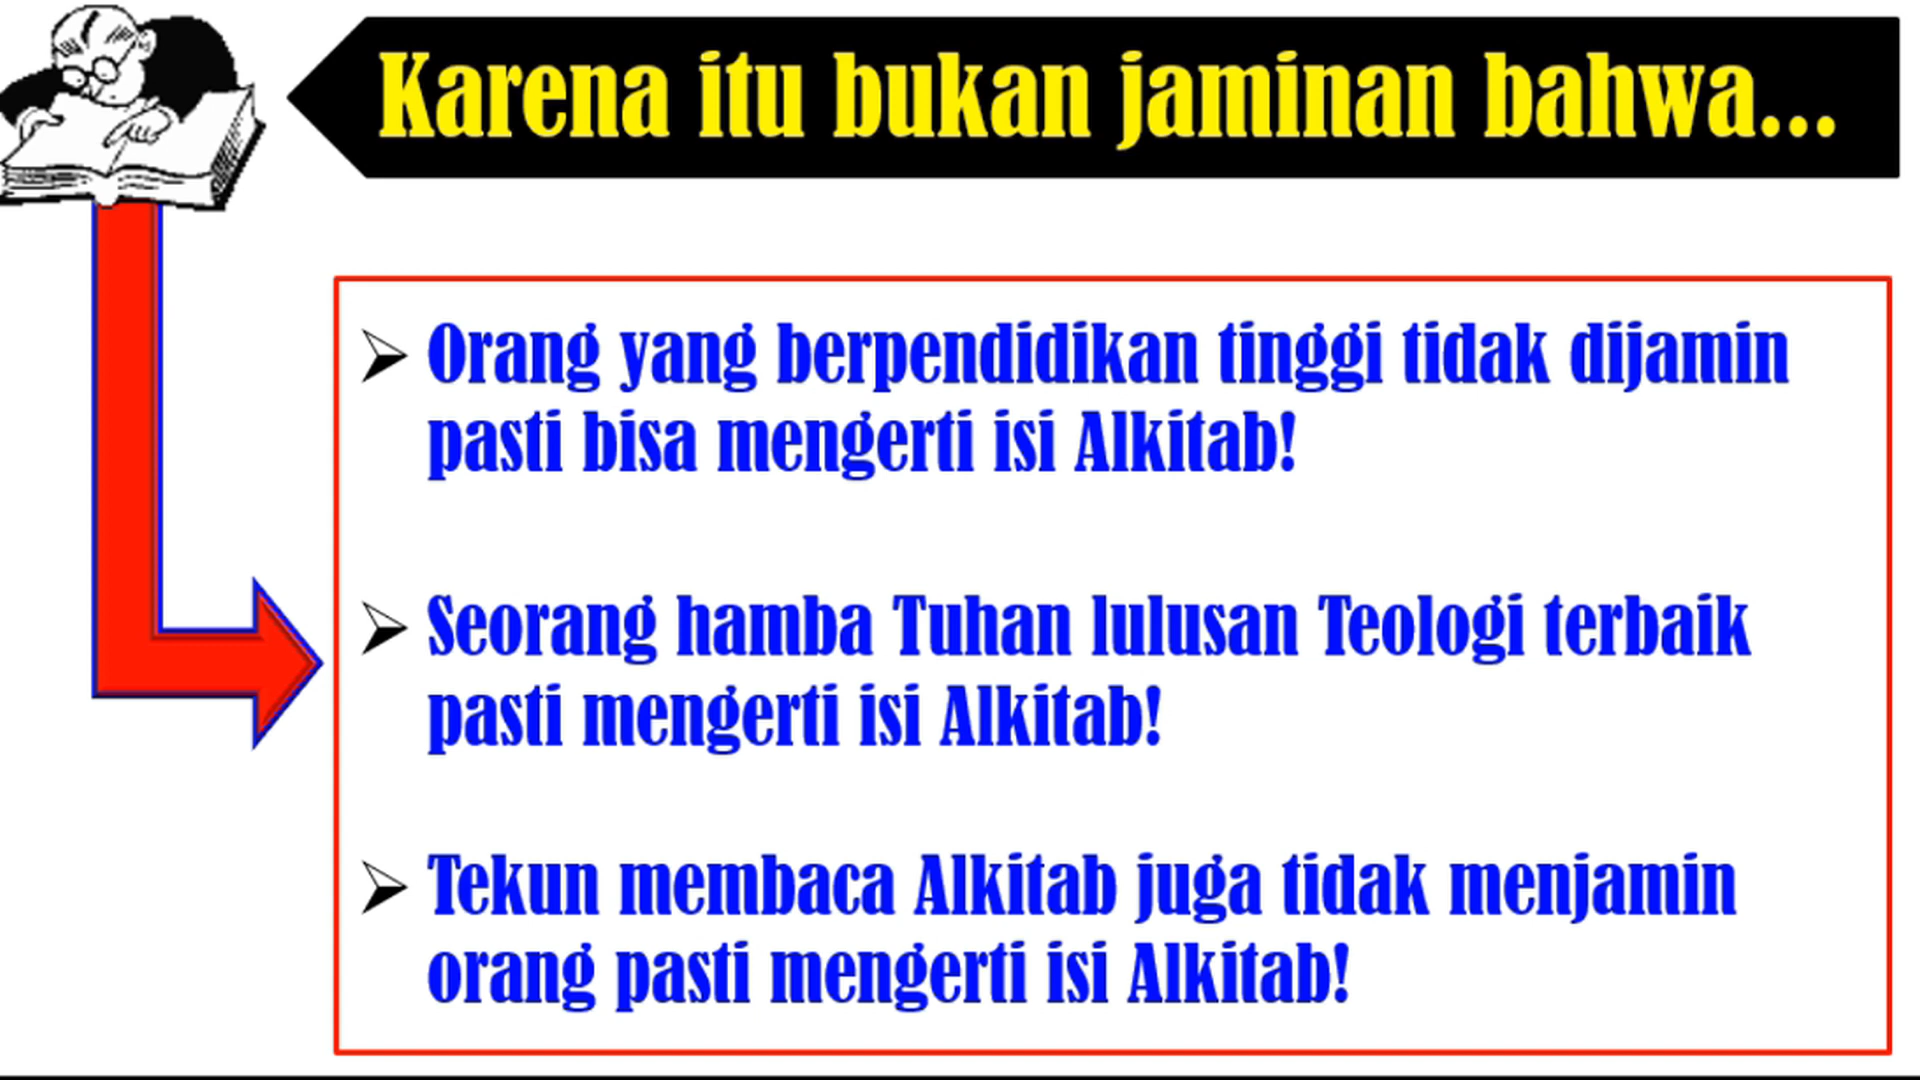 Karena itu bukan jaminan bahwa...
Orang yang berpendidikan tinggi tidak dijamin
pasti bisa mengerti isi Alkitab!
Seorang hamba Tuhan lulusan Teologi terbaik
pasti mengerti isi Alkitab!
Tekun membaca Alkitab juga tidak menjamin
orang pasti mengerti isi Alkitab!